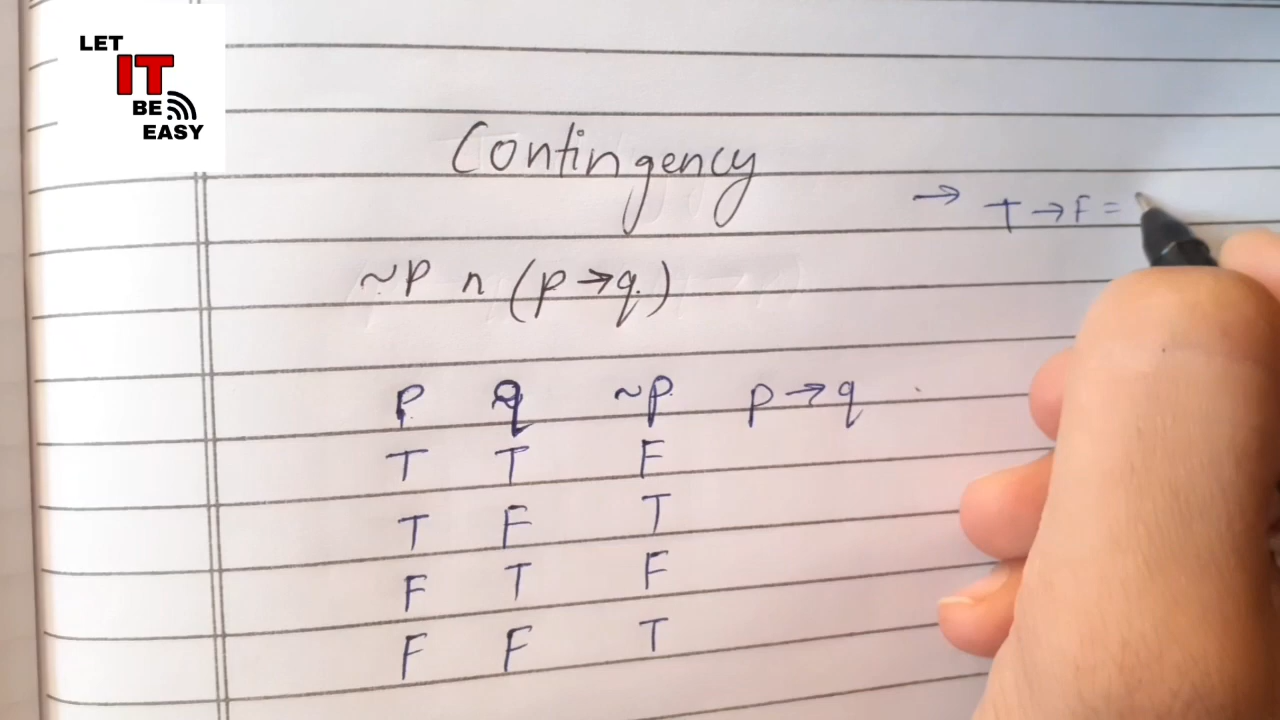 LET
IT
BE
EASY
Contingency
→ T → F =
~p ∩ (p → q)
p q ~p p → q
T T F
T F T
F T F
F F T